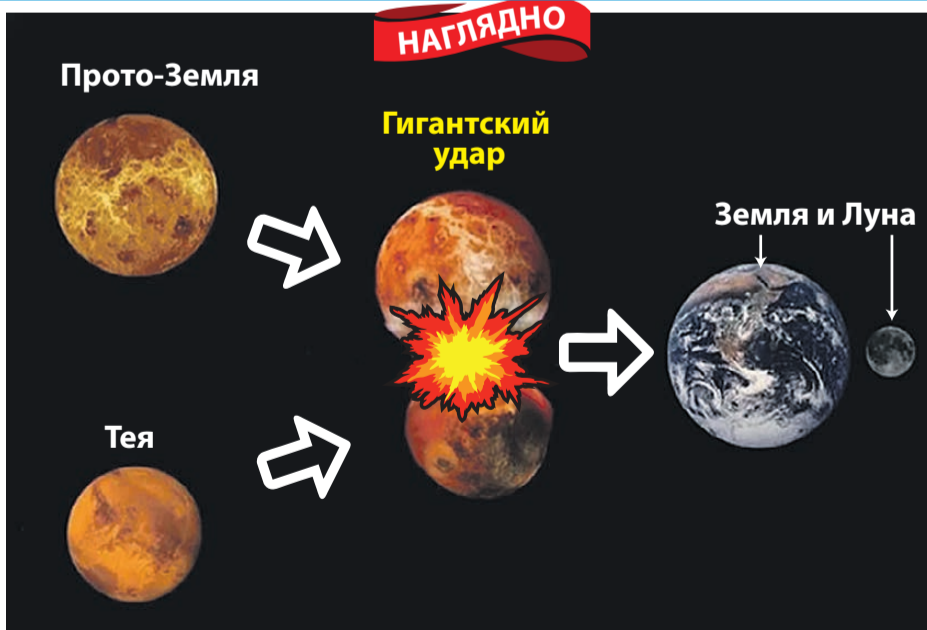 НАГЛЯДНО
Прото-Земля
Гигантский
удар
Земля и Луна
Тея